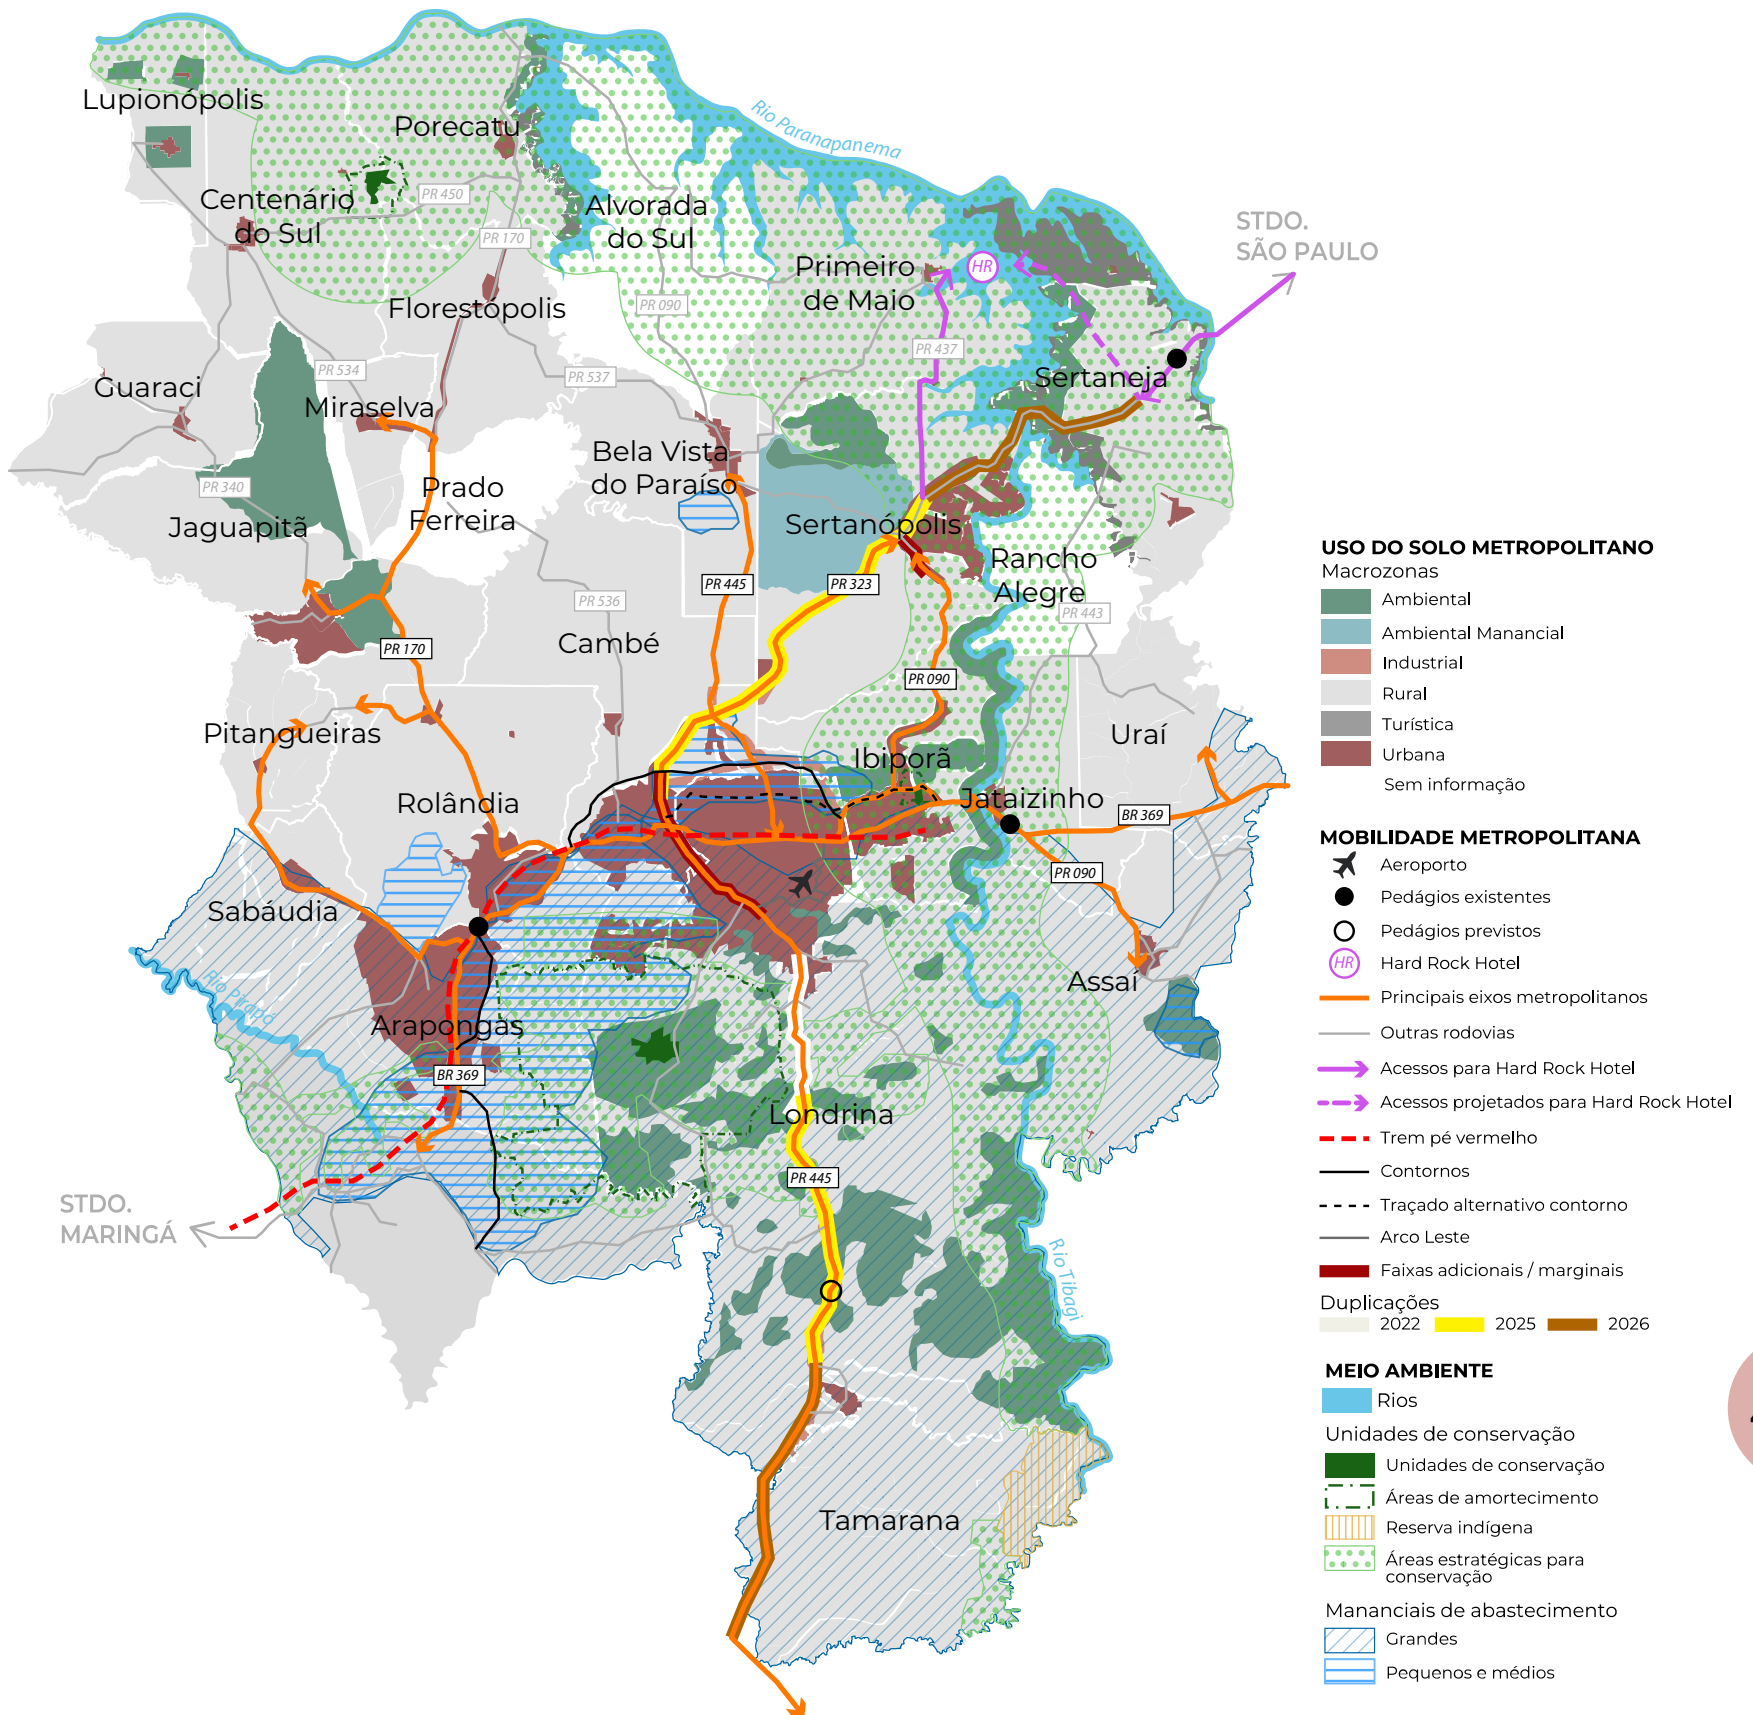 Lupionópolis
Porecatu
Rio Paranapanema
Centenário
do Sul
PR 450
Alvorada
do Sul
PR 170
STDO.
SÃO PAULO
Primeiro
de Maio
HR
Florestópolis
PR 090
PR 437
PR 534
PR 537
Guaraci
Sertaneja
Miraselva
Bela Vista
do Paraíso
PR 340
Prado
Ferreira
Jaguapitã
Sertanópolis
Rancho
Alegre
PR 445
PR 323
PR 536
PR 443
Cambé
PR 170
PR 090
Pitangueiras
Uraí
Ibiporã
Rolândia
Jataizinho
BR 369
PR 090
Sabáudia
Rio Pirapó
Assaí
Arapongas
BR 369
Londrina
PR 445
STDO.
MARINGÁ
Rio Tibagi
Tamarana
USO DO SOLO METROPOLITANO
Macrozonas
Ambiental
Ambiental Manancial
Industrial
Rural
Turística
Urbana
Sem informação
MOBILIDADE METROPOLITANA
Aeroporto
Pedágios existentes
Pedágios previstos
HR Hard Rock Hotel
Principais eixos metropolitanos
Outras rodovias
Acessos para Hard Rock Hotel
Acessos projetados para Hard Rock Hotel
Trem pé vermelho
Contornos
Traçado alternativo contorno
Arco Leste
Faixas adicionais / marginais
Duplicações
2022 2025 2026
MEIO AMBIENTE
Rios
Unidades de conservação
Unidades de conservação
Áreas de amortecimento
Reserva indígena
Áreas estratégicas para
conservação
Mananciais de abastecimento
Grandes
Pequenos e médios